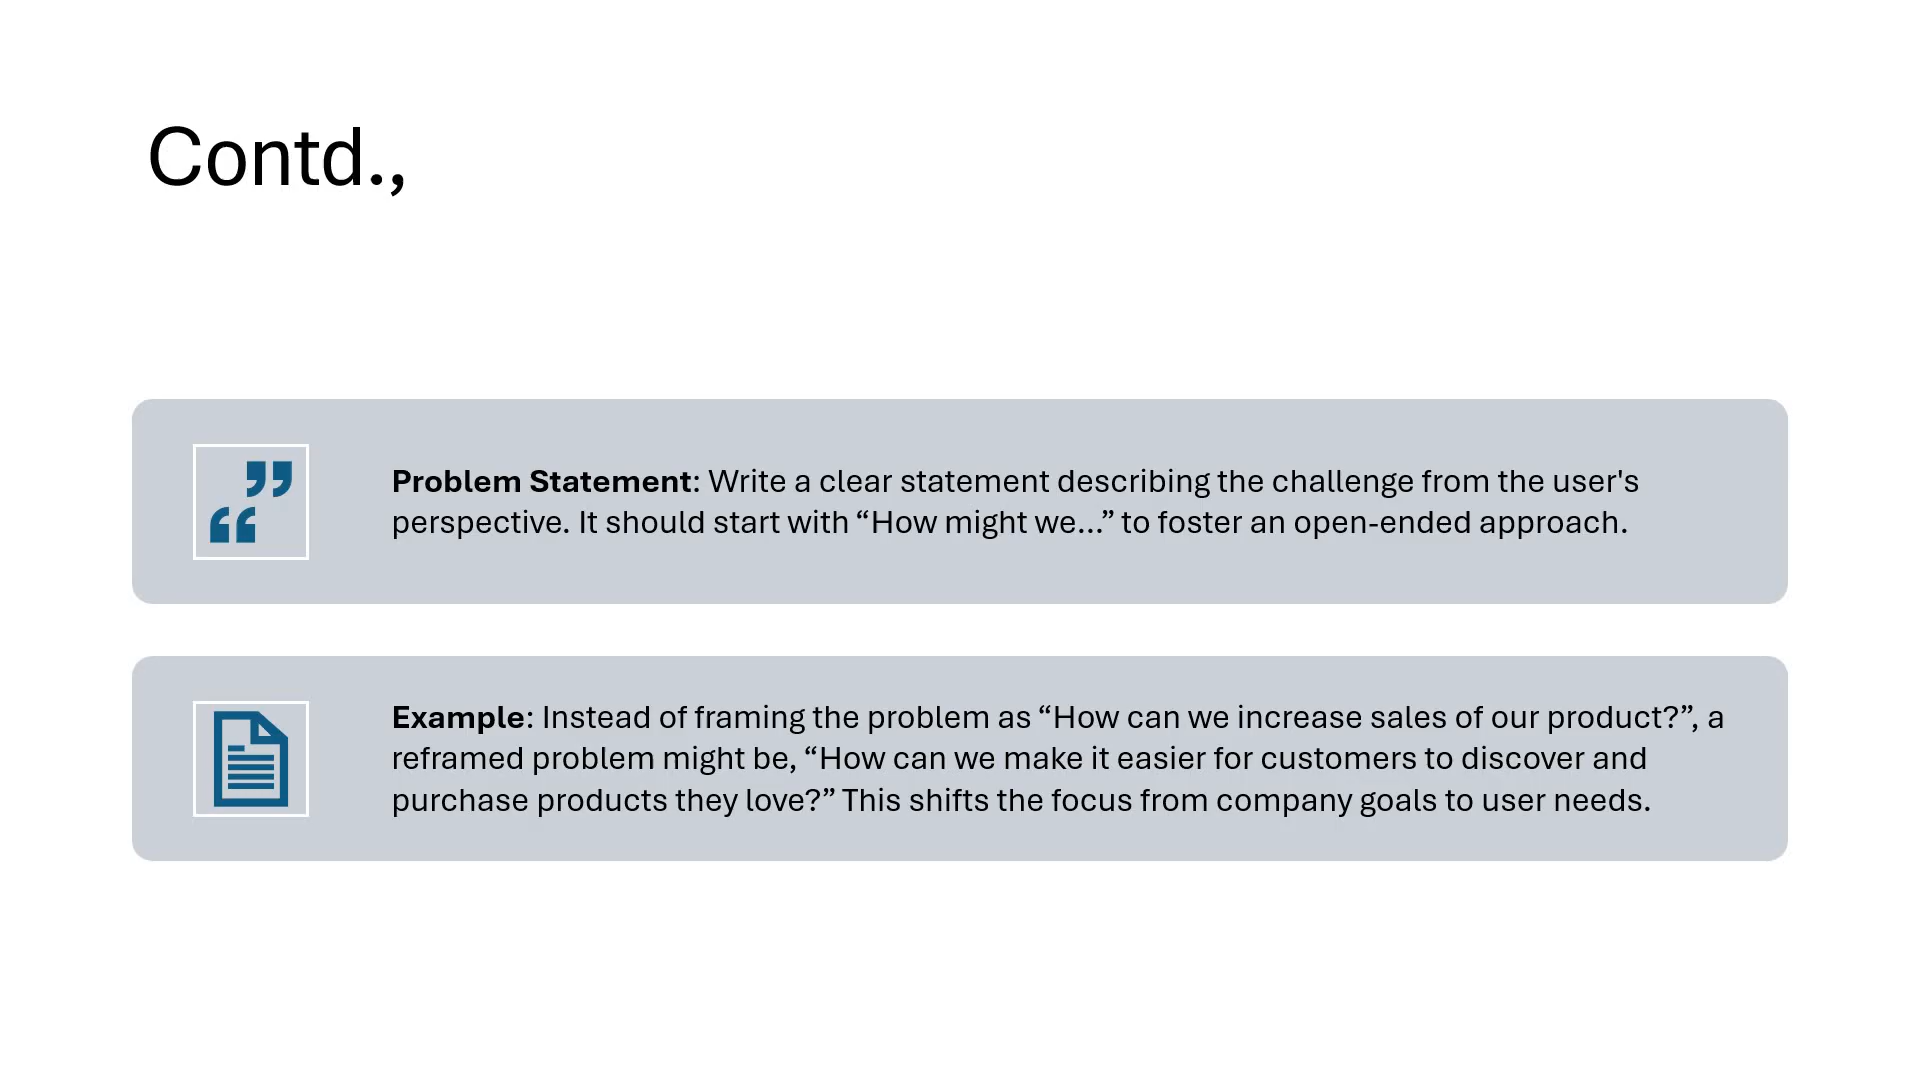 Contd.,
Problem Statement: Write a clear statement describing the challenge from the user's
perspective. It should start with “How might we...” to foster an open-ended approach.
Example: Instead of framing the problem as “How can we increase sales of our product?”, a
reframed problem might be, “How can we make it easier for customers to discover and
purchase products they love?” This shifts the focus from company goals to user needs.